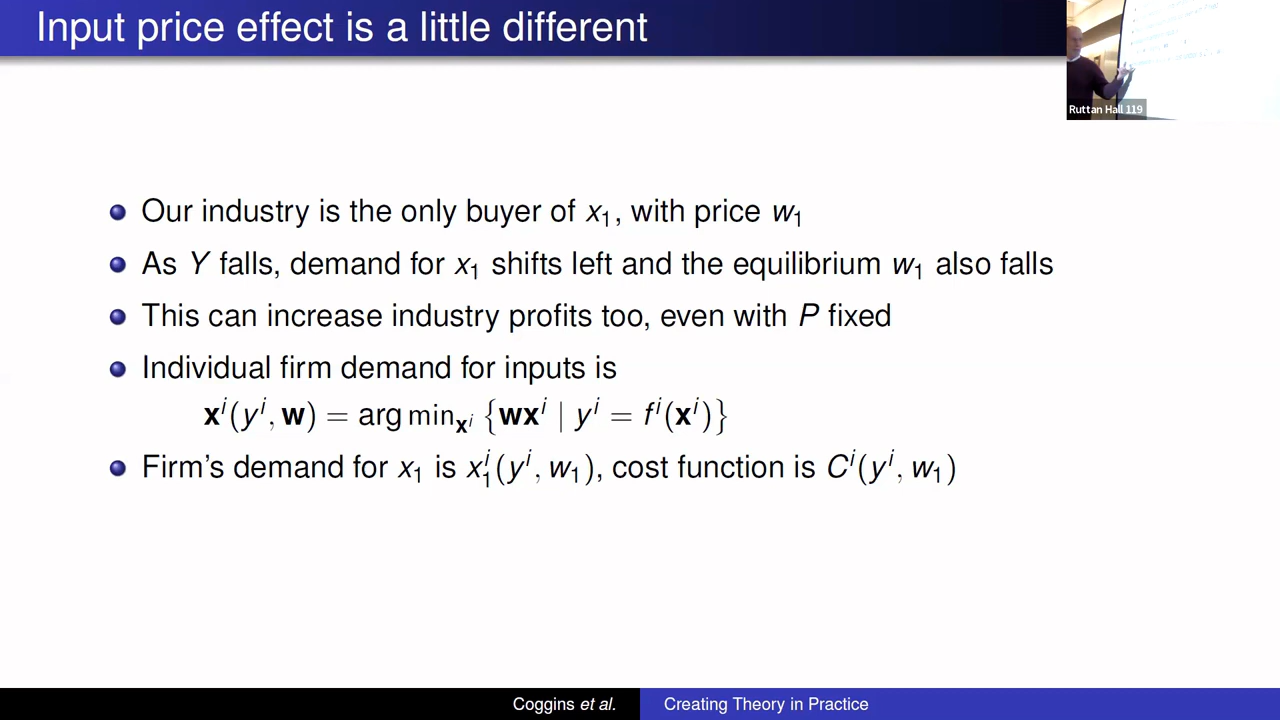 Input price effect is a little different
Ruttan Hall 119
Our industry is the only buyer of x₁, with price w₁
As Y falls, demand for x₁ shifts left and the equilibrium w₁ also falls
This can increase industry profits too, even with P fixed
Individual firm demand for inputs is
𝐱ⁱ(yⁱ, 𝐰) = arg min_𝐱ⁱ {𝐰𝐱ⁱ | yⁱ = fⁱ(𝐱ⁱ)}
Firm's demand for x₁ is x₁ⁱ(yⁱ, w₁), cost function is Cⁱ(yⁱ, w₁)
Coggins et al.
Creating Theory in Practice